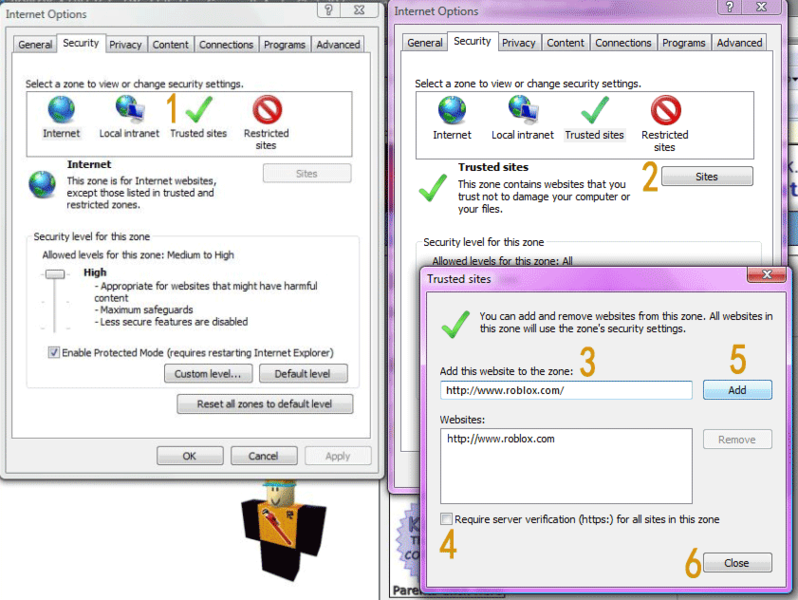 Internet Options
General Security Privacy Content Connections Programs Advanced
Select a zone to view or change security settings.
1
Internet Local intranet Trusted sites Restricted
sites
Internet
Sites
This zone is for Internet websites,
except those listed in trusted and
restricted zones.
Security level for this zone
Allowed levels for this zone: Medium to High
High
- Appropriate for websites that might have harmful
content
- Maximum safeguards
- Less secure features are disabled
Enable Protected Mode (requires restarting Internet Explorer)
Custom level... Default level
Reset all zones to default level
OK Cancel Apply
Internet Options
General Security Privacy Content Connections Programs Advanced
Select a zone to view or change security settings.
Internet Local intranet Trusted sites Restricted
sites
Trusted sites
2 Sites
This zone contains websites that you
trust not to damage your computer or
your files.
Security level for this zone
Allowed levels for this zone: All
Trusted sites
You can add and remove websites from this zone. All websites in
this zone will use the zone's security settings.
3 5
Add this website to the zone:
http://www.roblox.com/ Add
Websites:
http://www.roblox.com Remove
Require server verification (https:) for all sites in this zone
4
6 Close